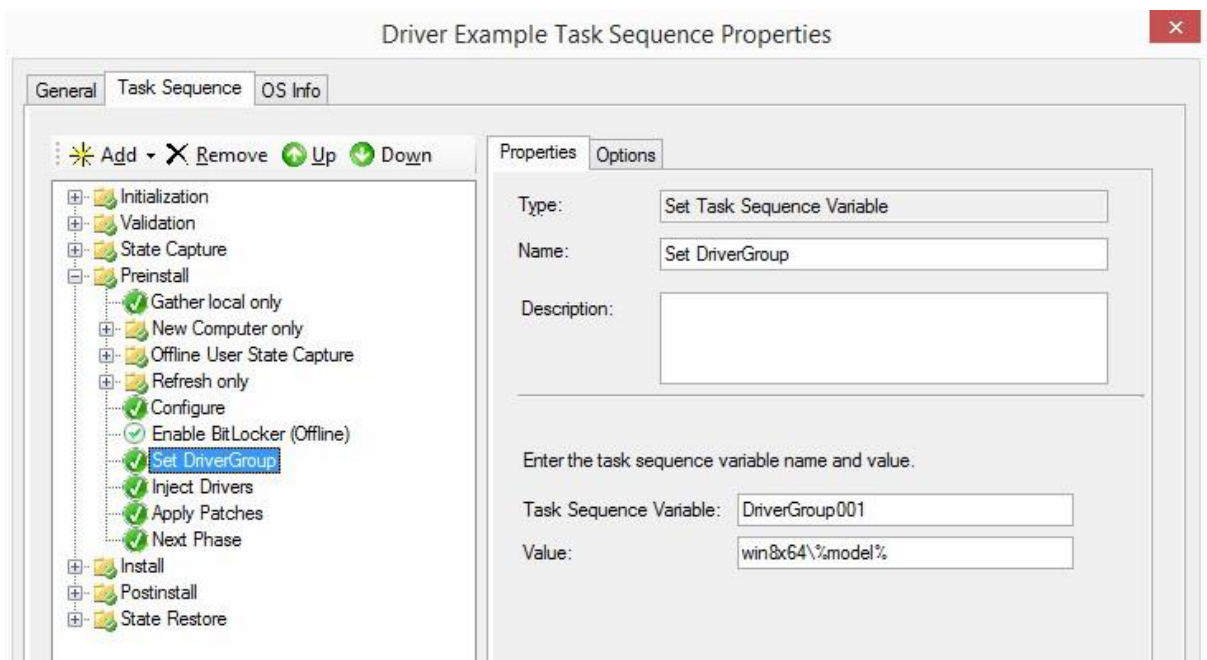 Driver Example Task Sequence Properties
General Task Sequence OS Info
Add Remove Up Down
Initialization
Validation
State Capture
Preinstall
Gather local only
New Computer only
Offline User State Capture
Refresh only
Configure
Enable BitLocker (Offline)
Set DriverGroup
Inject Drivers
Apply Patches
Next Phase
Install
Postinstall
State Restore
Properties Options
Type: Set Task Sequence Variable
Name: Set DriverGroup
Description:
Enter the task sequence variable name and value.
Task Sequence Variable: DriverGroup001
Value: win8x64\%model%